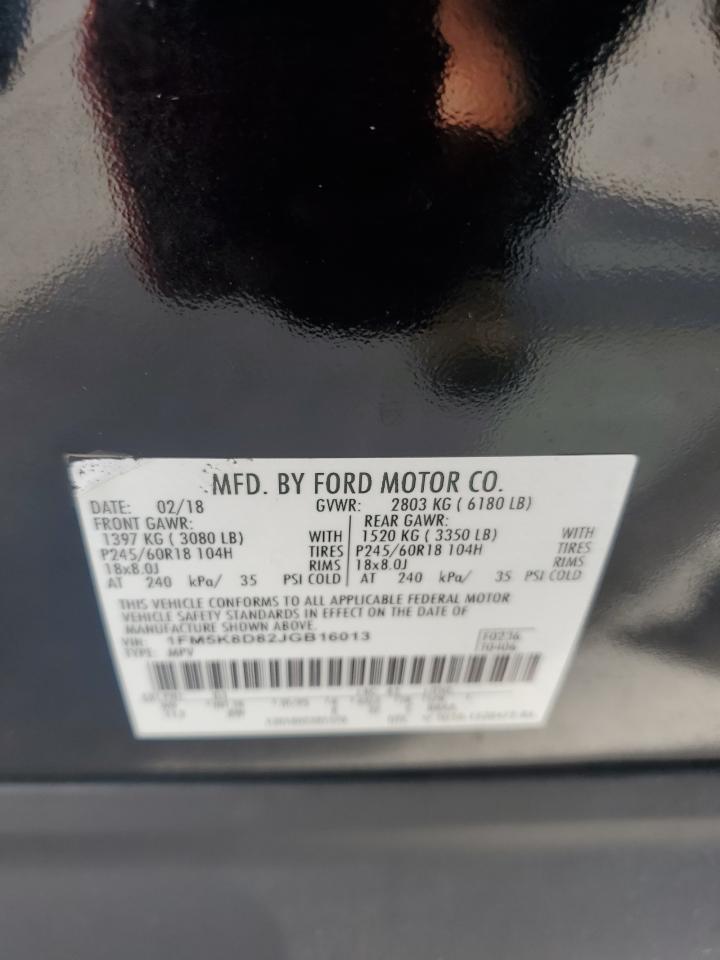 MFD. BY FORD MOTOR CO.
DATE: 02/18 GVWR: 2803 KG ( 6180 LB)
FRONT GAWR: REAR GAWR:
1397 KG ( 3080 LB) WITH 1520 KG ( 3350 LB) WITH
P245/60R18 104H TIRES P245/60R18 104H TIRES
18x8.0J RIMS 18x8.0J RIMS
AT 240 kPa/ 35 PSI COLD AT 240 kPa/ 35 PSI COLD
THIS VEHICLE CONFORMS TO ALL APPLICABLE FEDERAL MOTOR
VEHICLE SAFETY STANDARDS IN EFFECT ON THE DATE OF
MANUFACTURE SHOWN ABOVE.
VIN: 1FM5K8D82JGB16013 F0236
TYPE: MPV T0406